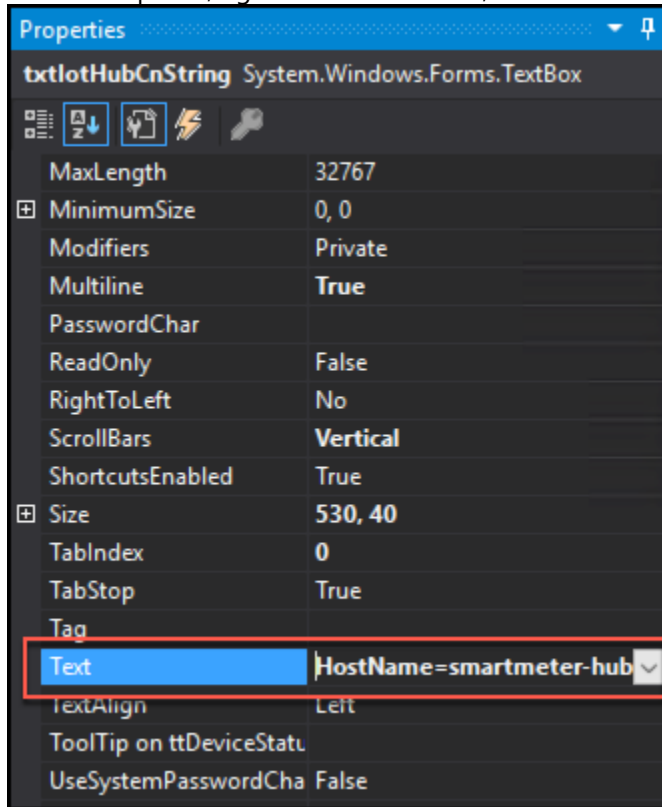 Properties
txtIotHubCnString System.Windows.Forms.TextBox
MaxLength 32767
MinimumSize 0, 0
Modifiers Private
Multiline True
PasswordChar
ReadOnly False
RightToLeft No
ScrollBars Vertical
ShortcutsEnabled True
Size 530, 40
TabIndex 0
TabStop True
Tag
Text HostName=smartmeter-hub
TextAlign Left
ToolTip on ttDeviceStatu
UseSystemPasswordCha False